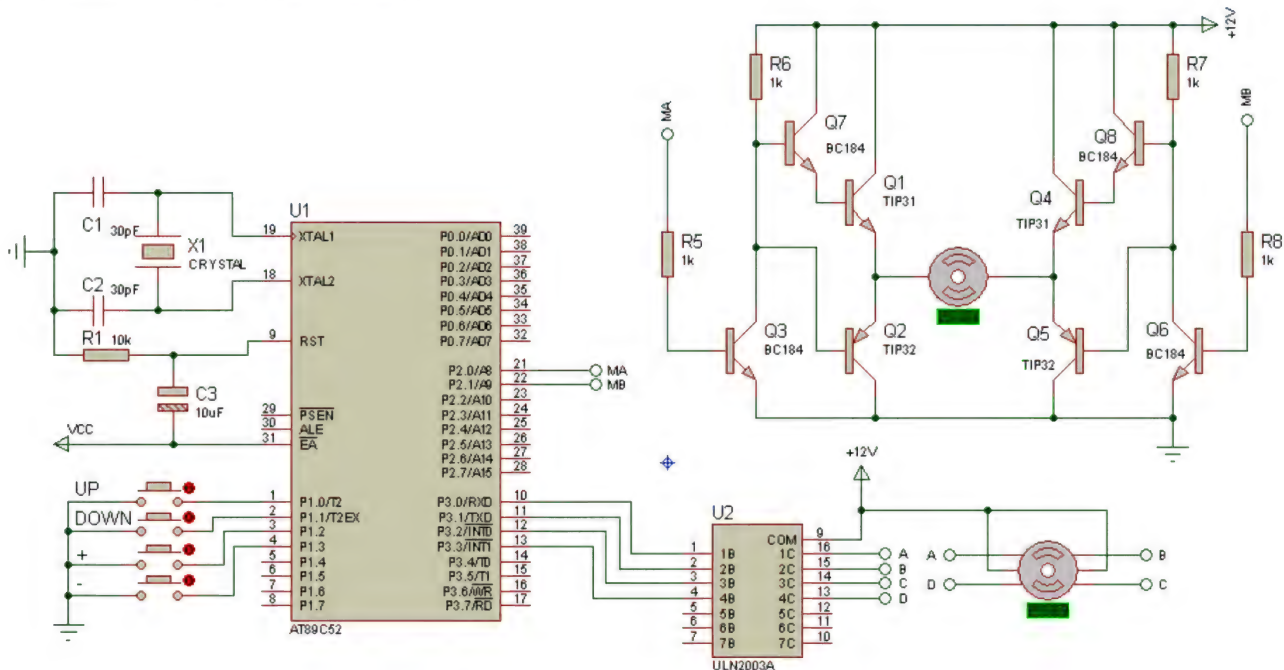 +12V
R6
1k
R7
1k
MA
MB
Q7
BC184
Q8
BC184
Q1
TIP31
Q4
TIP31
R5
1k
R8
1k
Q3
BC184
Q2
TIP32
Q5
TIP32
Q6
BC184
C1
30pF
X1
CRYSTAL
C2
30pF
R1
10k
C3
10uF
VCC
UP
DOWN
+
-
U1
19
XTAL1
18
XTAL2
9
RST
29
PSEN
30
ALE
31
EA
1
P1.0/T2
2
P1.1/T2EX
3
P1.2
4
P1.3
5
P1.4
6
P1.5
7
P1.6
8
P1.7
P0.0/AD0
39
P0.1/AD1
38
P0.2/AD2
37
P0.3/AD3
36
P0.4/AD4
35
P0.5/AD5
34
P0.6/AD6
33
P0.7/AD7
32
P2.0/A8
21
MA
P2.1/A9
22
MB
P2.2/A10
23
P2.3/A11
24
P2.4/A12
25
P2.5/A13
26
P2.6/A14
27
P2.7/A15
28
P3.0/RXD
10
P3.1/TXD
11
P3.2/INT0
12
P3.3/INT1
13
P3.4/T0
14
P3.5/T1
15
P3.6/WR
16
P3.7/RD
17
AT89C52
+12V
U2
COM
9
1
1B
1C
16
A
2
2B
2C
15
B
3
3B
3C
14
C
4
4B
4C
13
D
5
5B
5C
12
6
6B
6C
11
7
7B
7C
10
ULN2003A
A
B
D
C